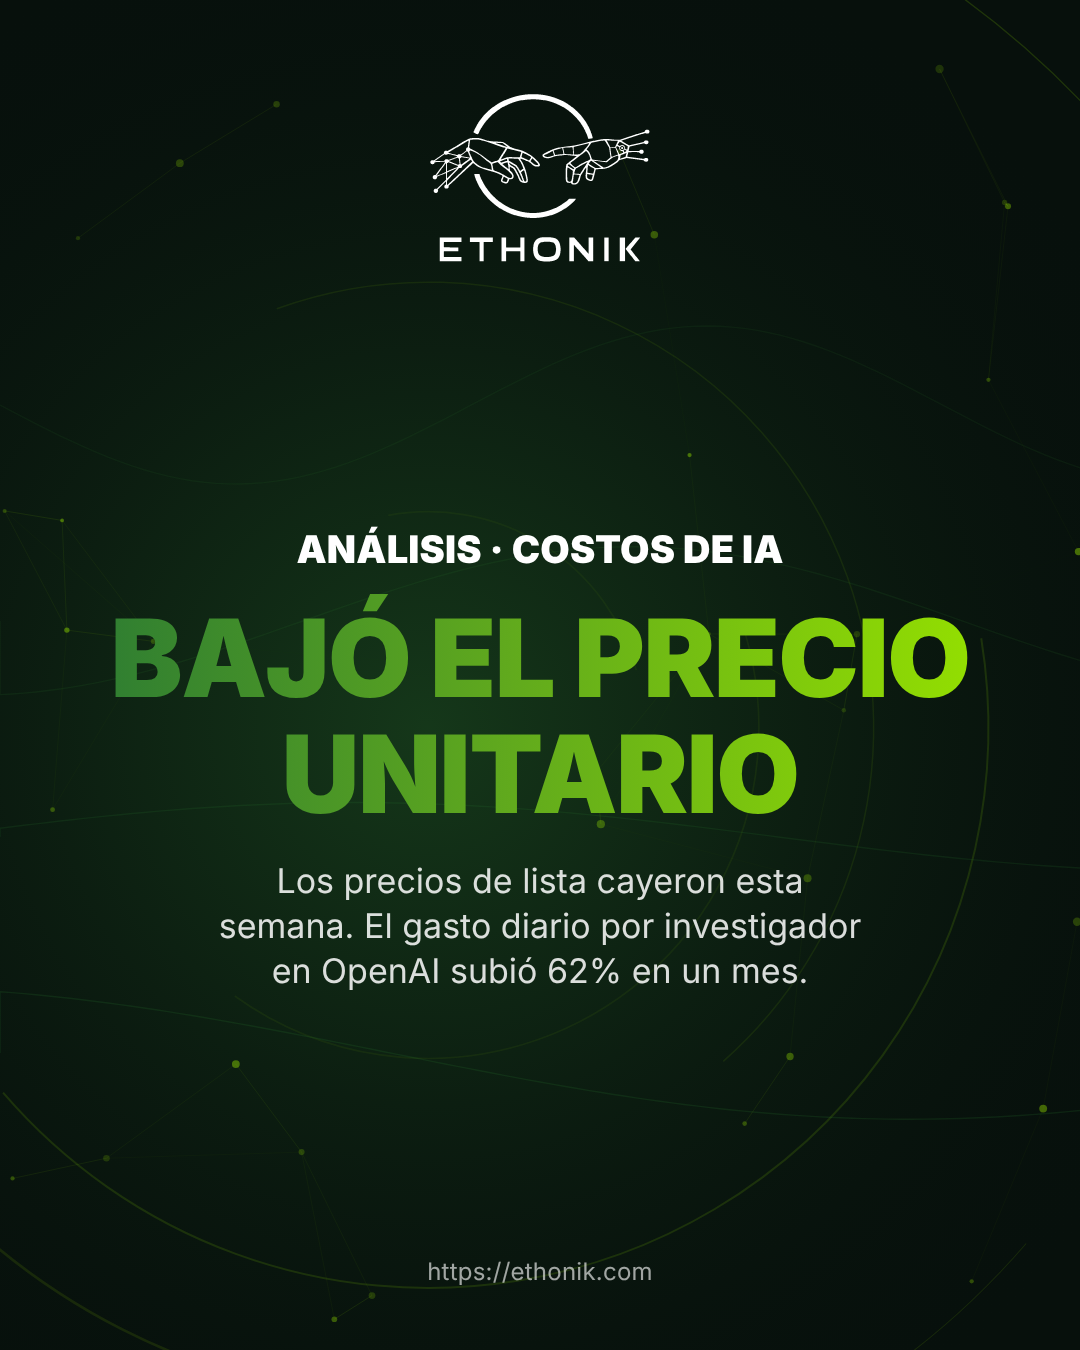 ETHONIK
ANÁLISIS · COSTOS DE IA
BAJÓ EL PRECIO
UNITARIO
Los precios de lista cayeron esta
semana. El gasto diario por investigador
en OpenAI subió 62% en un mes.
https://ethonik.com